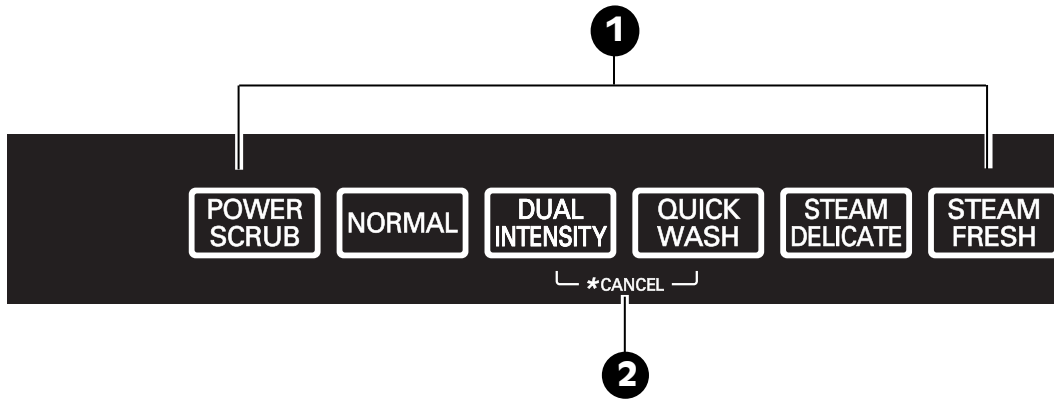 1
POWER
SCRUB
NORMAL
DUAL
INTENSITY
QUICK
WASH
STEAM
DELICATE
STEAM
FRESH
*CANCEL
2